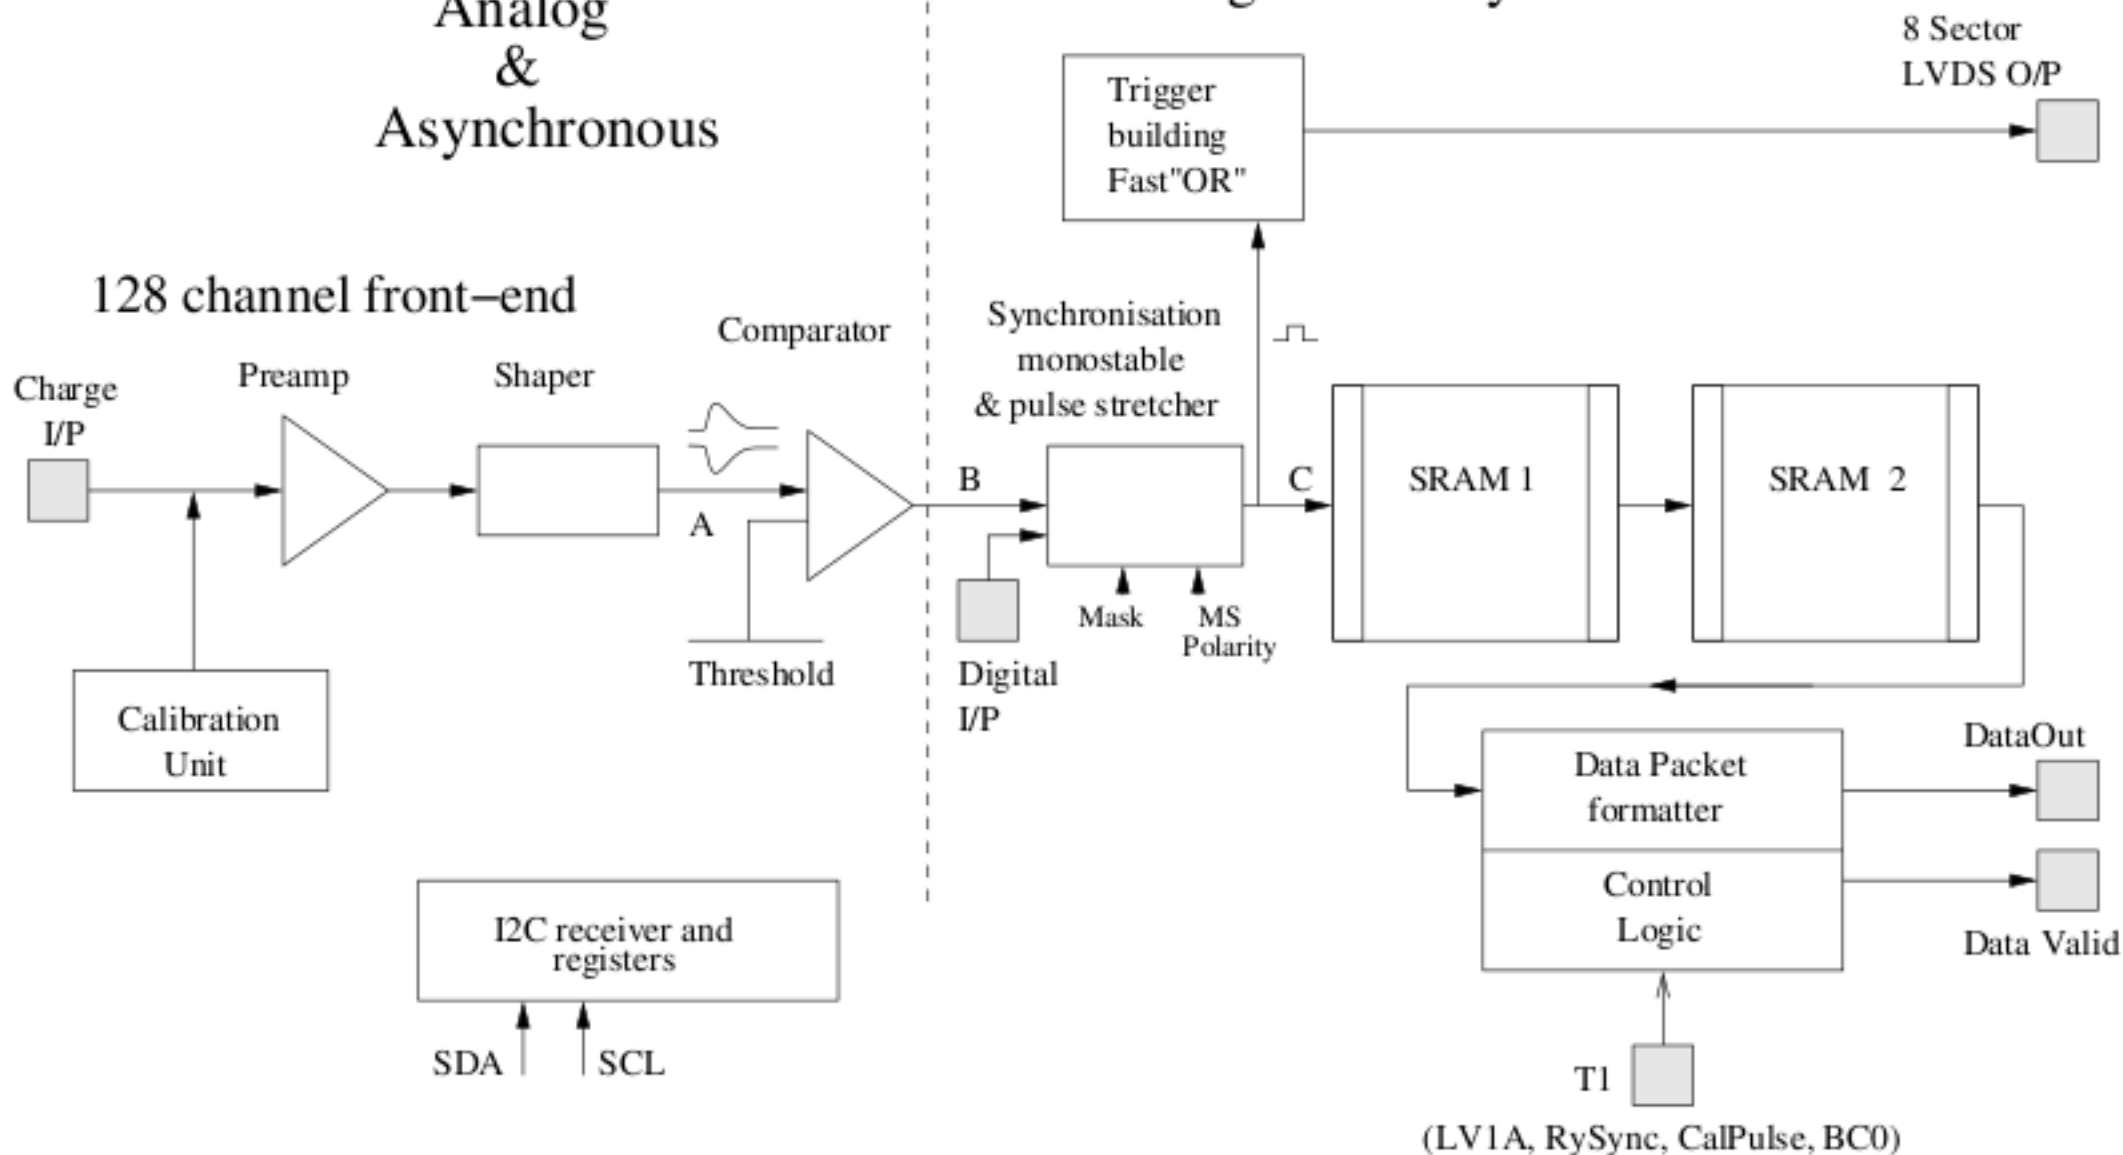 Analog
&
Asynchronous
8 Sector
LVDS O/P
Trigger
building
Fast"OR"
128 channel front–end
Charge
I/P
Preamp
Shaper
Comparator
Synchronisation
monostable
& pulse stretcher
A
B
C
SRAM 1
SRAM 2
Threshold
Digital
I/P
Mask
MS
Polarity
Calibration
Unit
I2C receiver and
registers
SDA
SCL
Data Packet
formatter
Control
Logic
DataOut
Data Valid
T1
(LV1A, RySync, CalPulse, BC0)